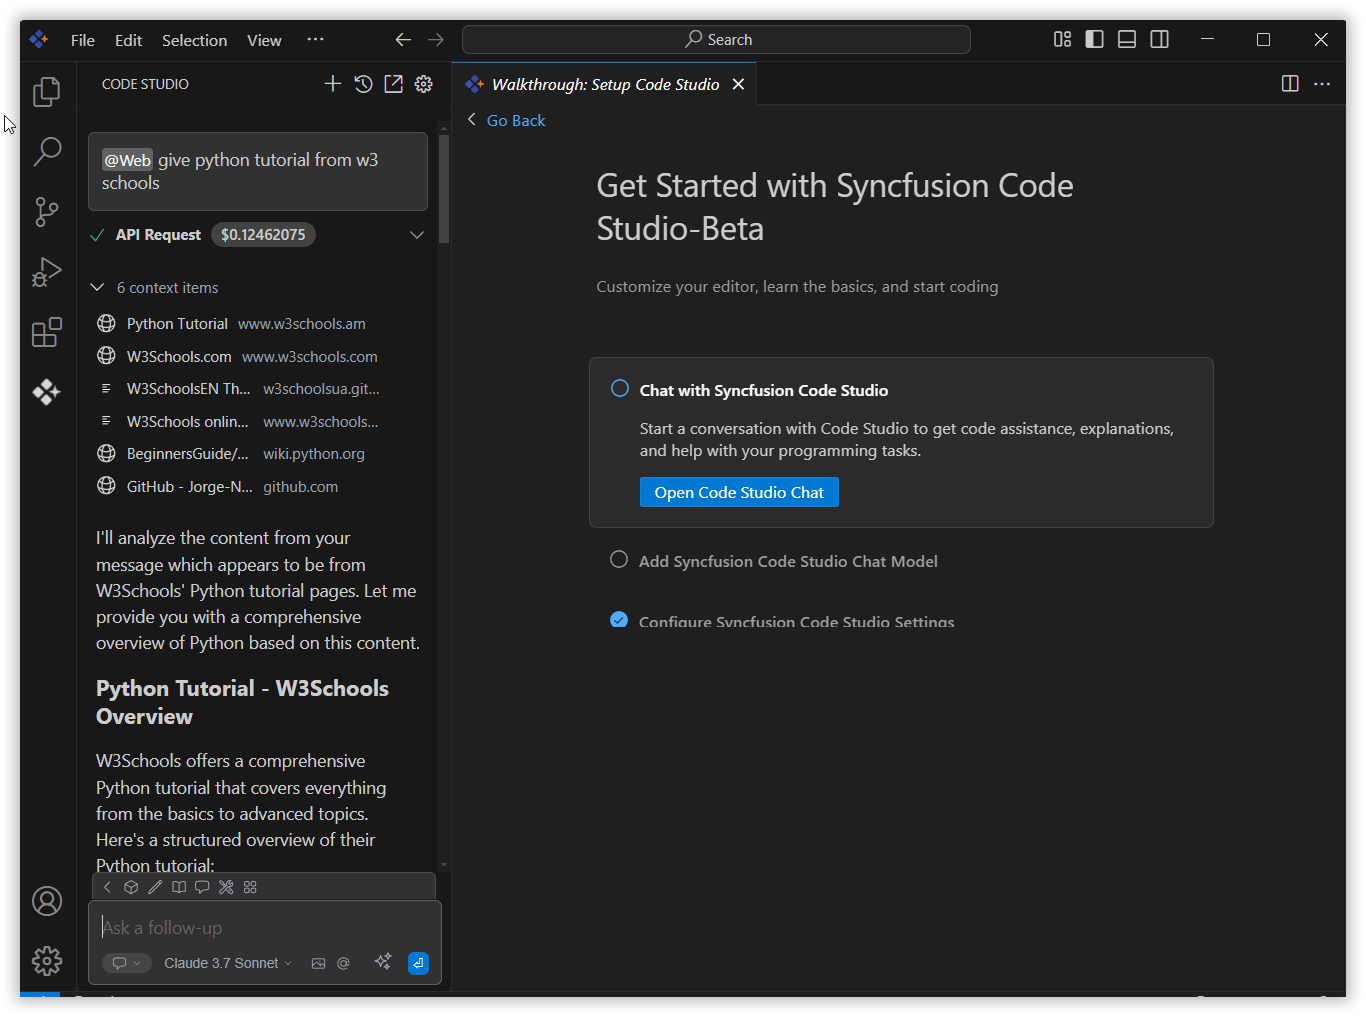 File Edit Selection View ···
Search
CODE STUDIO
@Web give python tutorial from w3
schools
API Request $0.12462075
6 context items
Python Tutorial www.w3schools.am
W3Schools.com www.w3schools.com
W3SchoolsEN Th... w3schoolsua.git...
W3Schools onlin... www.w3schools...
BeginnersGuide/... wiki.python.org
GitHub - Jorge-N... github.com
I'll analyze the content from your
message which appears to be from
W3Schools' Python tutorial pages. Let me
provide you with a comprehensive
overview of Python based on this content.
Python Tutorial - W3Schools
Overview
W3Schools offers a comprehensive
Python tutorial that covers everything
from the basics to advanced topics.
Here's a structured overview of their
Python tutorial:
Ask a follow-up
Claude 3.7 Sonnet
Walkthrough: Setup Code Studio
Go Back
Get Started with Syncfusion Code
Studio-Beta
Customize your editor, learn the basics, and start coding
Chat with Syncfusion Code Studio
Start a conversation with Code Studio to get code assistance, explanations,
and help with your programming tasks.
Open Code Studio Chat
Add Syncfusion Code Studio Chat Model
Configure Syncfusion Code Studio Settings